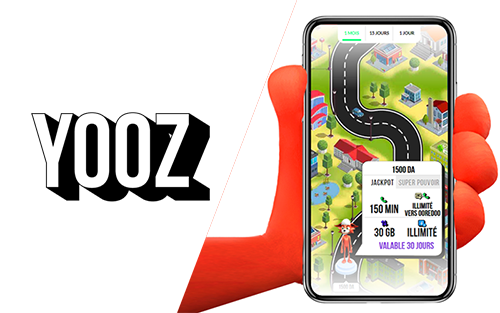 YOOZ
1 MOIS 15 JOURS 1 JOUR
1500 DA
JACKPOT SUPER POUVOIR
150 MIN
ILLIMITÉ
VERS OOREDOO
30 GB
ILLIMITÉ
VALABLE 30 JOURS